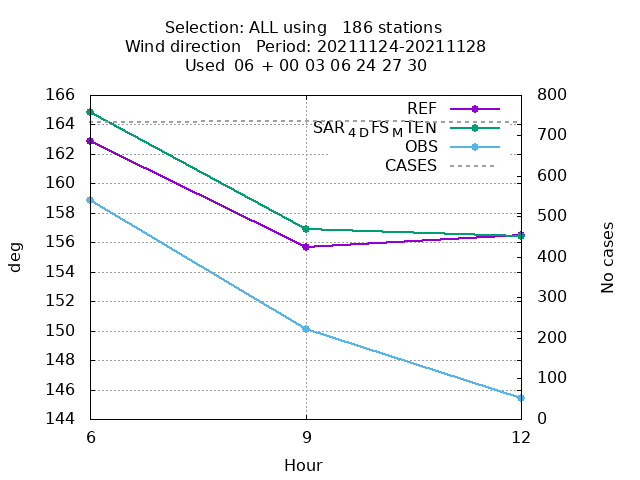 Selection: ALL using 186 stations
Wind direction Period: 20211124-20211128
Used 06 + 00 03 06 24 27 30
166
164
162
160
158
156
154
152
150
148
146
144
800
700
600
500
400
300
200
100
0
REF
SAR4DFSMTEN
OBS
CASES
deg
No cases
6
9
12
Hour